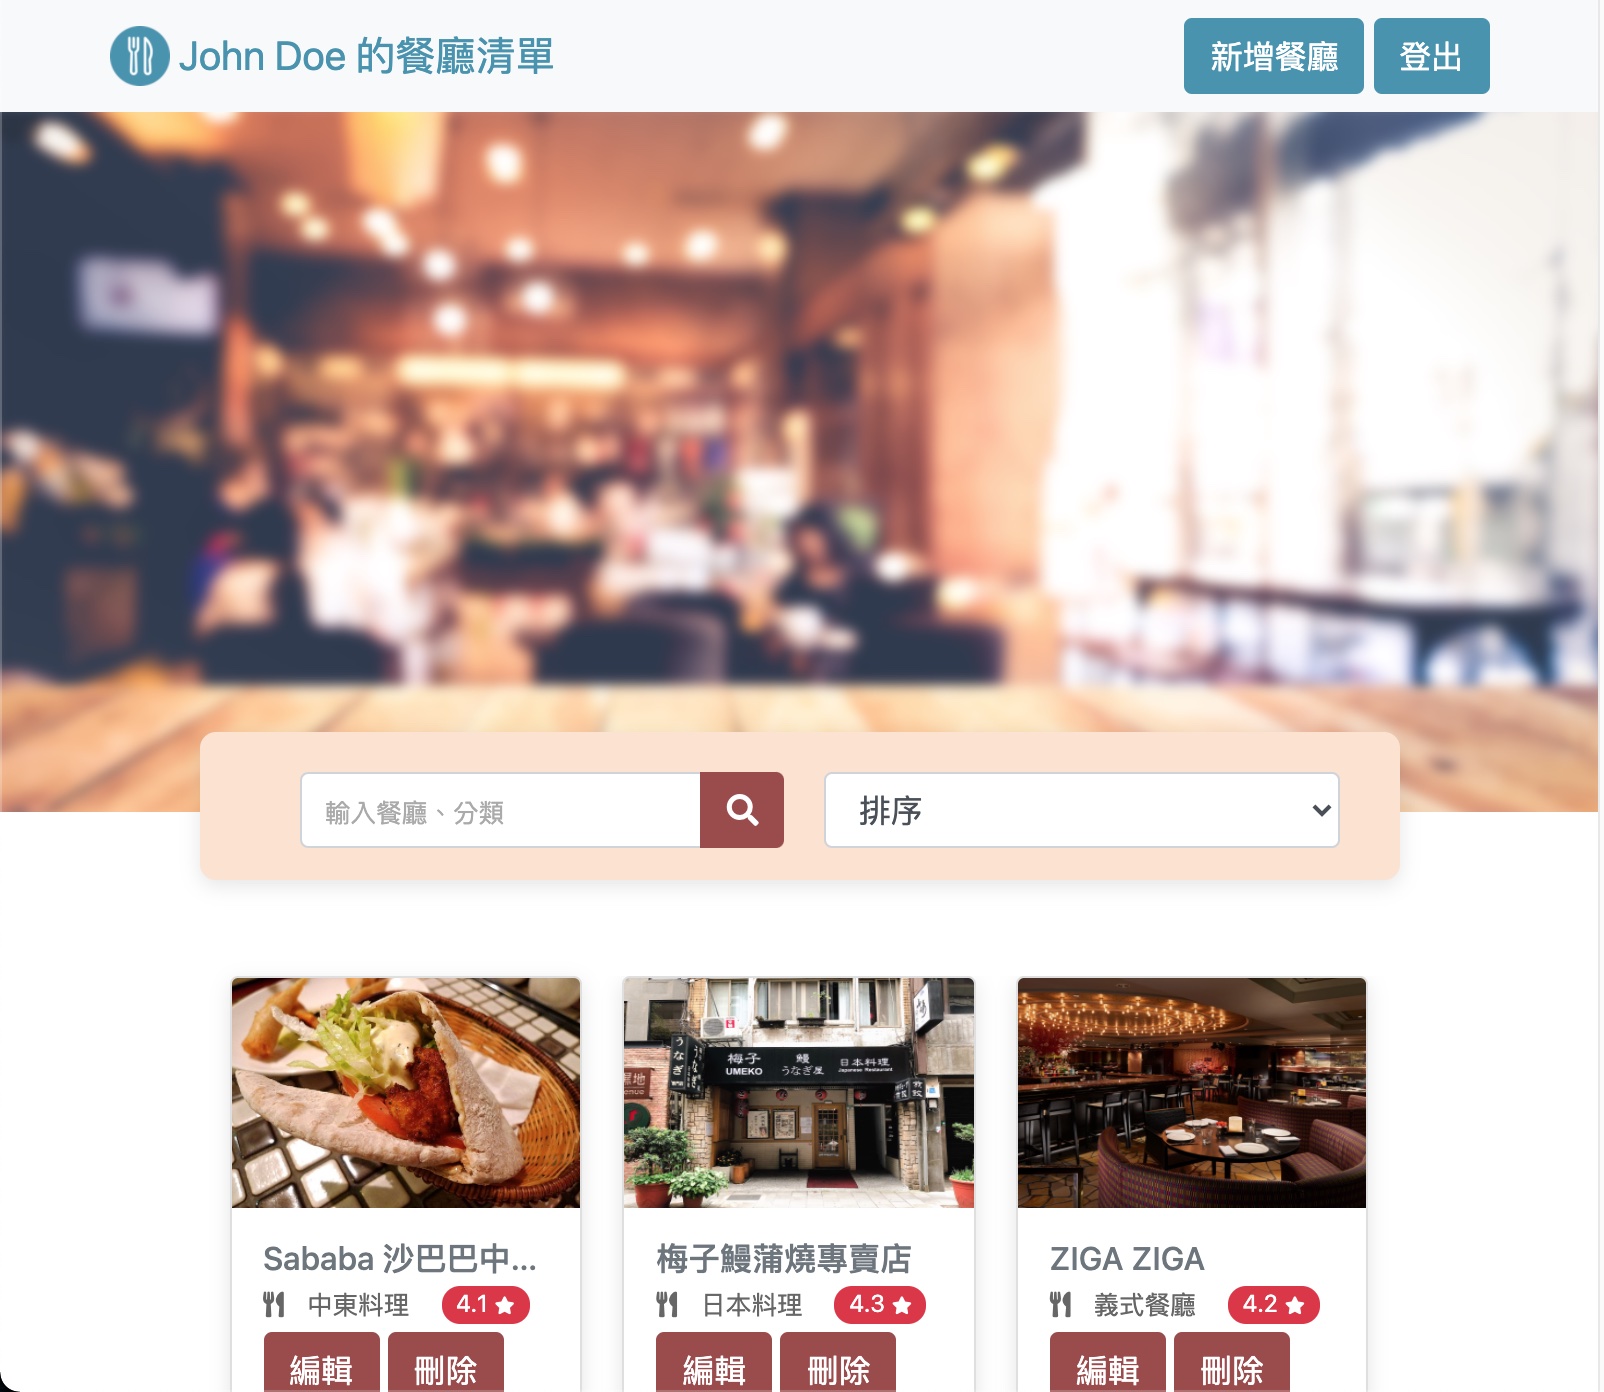 John Doe 的餐廳清單
新增餐廳
登出
輸入餐廳、分類
排序
梅子
UMEKO
鰻
うなぎ屋
日本料理
Japanese Restaurant
うなぎ
Sababa 沙巴巴中...
中東料理
4.1
編輯
刪除
梅子鰻蒲燒專賣店
日本料理
4.3
編輯
刪除
ZIGA ZIGA
義式餐廳
4.2
編輯
刪除